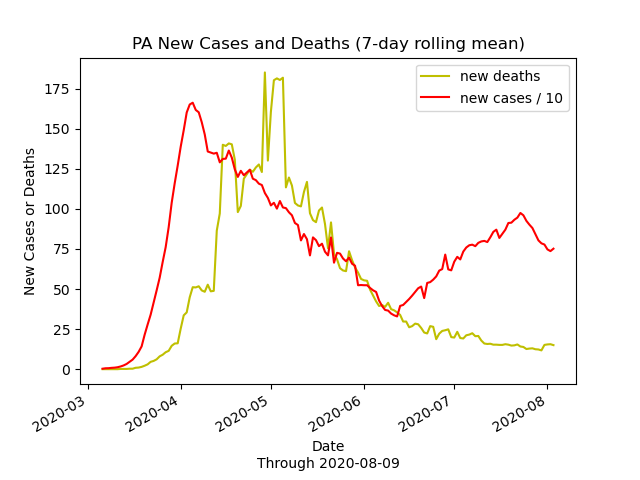 PA New Cases and Deaths (7-day rolling mean)
new deaths
new cases / 10
175
150
125
100
75
50
25
0
New Cases or Deaths
2020-03
2020-04
2020-05
2020-06
2020-07
2020-08
Date
Through 2020-08-09